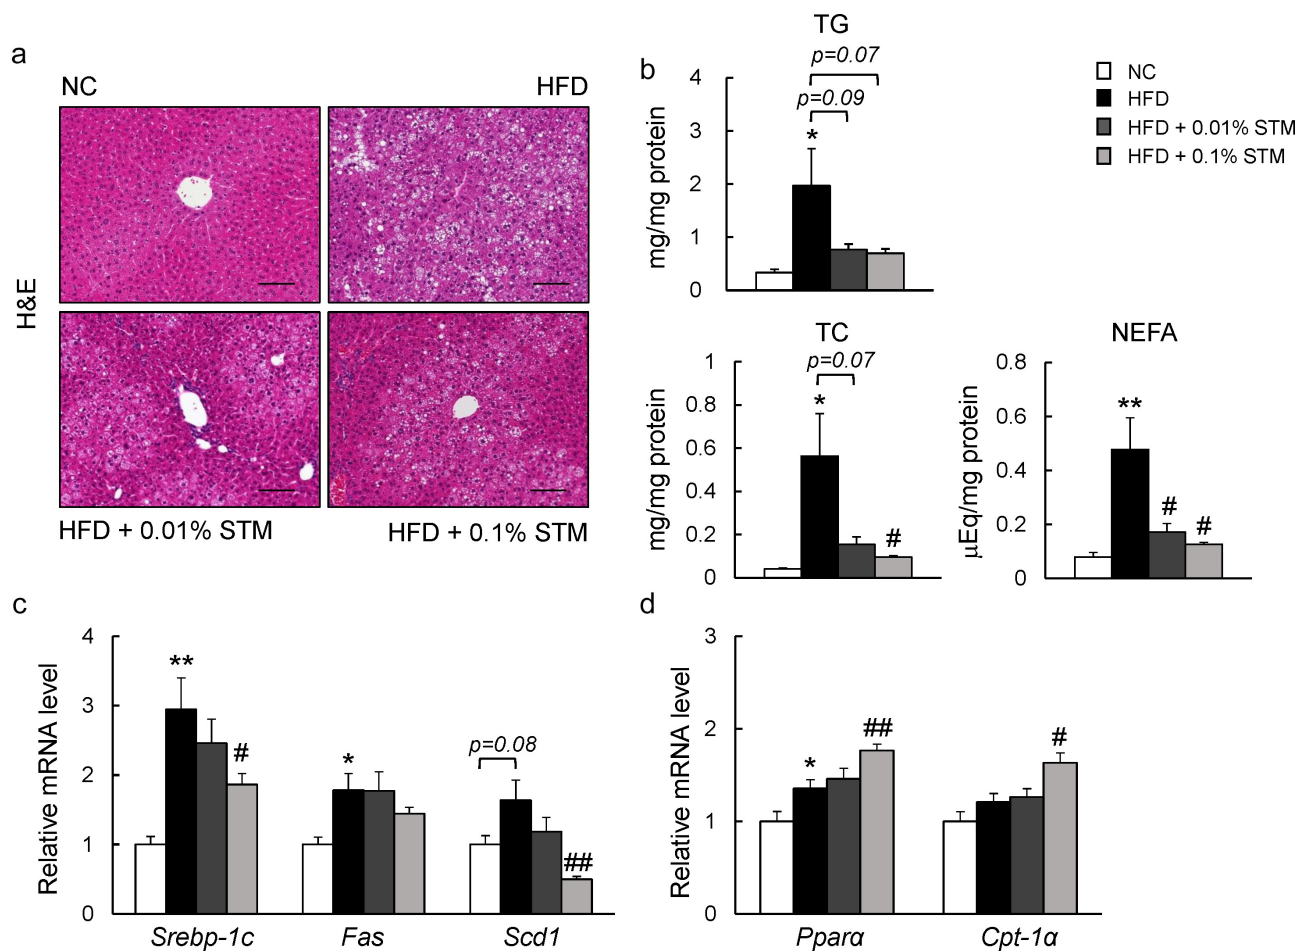 a
NC
HFD
H&E
HFD + 0.01% STM
HFD + 0.1% STM
b
TG
p=0.07
p=0.09
*
mg/mg protein
4
3
2
1
0
NC
HFD
HFD + 0.01% STM
HFD + 0.1% STM
TC
p=0.07
*
#
mg/mg protein
1
0.8
0.6
0.4
0.2
0
NEFA
**
#
#
μEq/mg protein
0.8
0.6
0.4
0.2
0
c
Relative mRNA level
4
3
2
1
0
**
#
*
p=0.08
##
Srebp-1c
Fas
Scd1
d
Relative mRNA level
3
2
1
0
*
##
#
Pparα
Cpt-1α